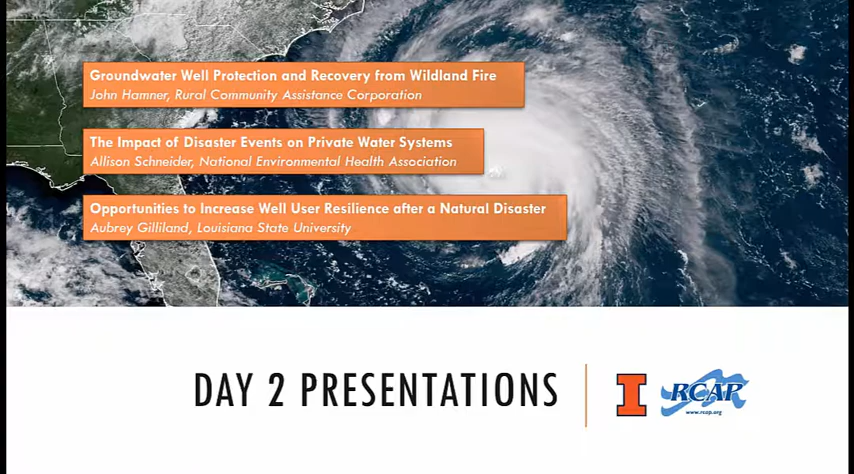 Groundwater Well Protection and Recovery from Wildland Fire
John Hamner, Rural Community Assistance Corporation
The Impact of Disaster Events on Private Water Systems
Allison Schneider, National Environmental Health Association
Opportunities to Increase Well User Resilience after a Natural Disaster
Aubrey Gilliland, Louisiana State University
DAY 2 PRESENTATIONS
I
RCAP
www.rcap.org